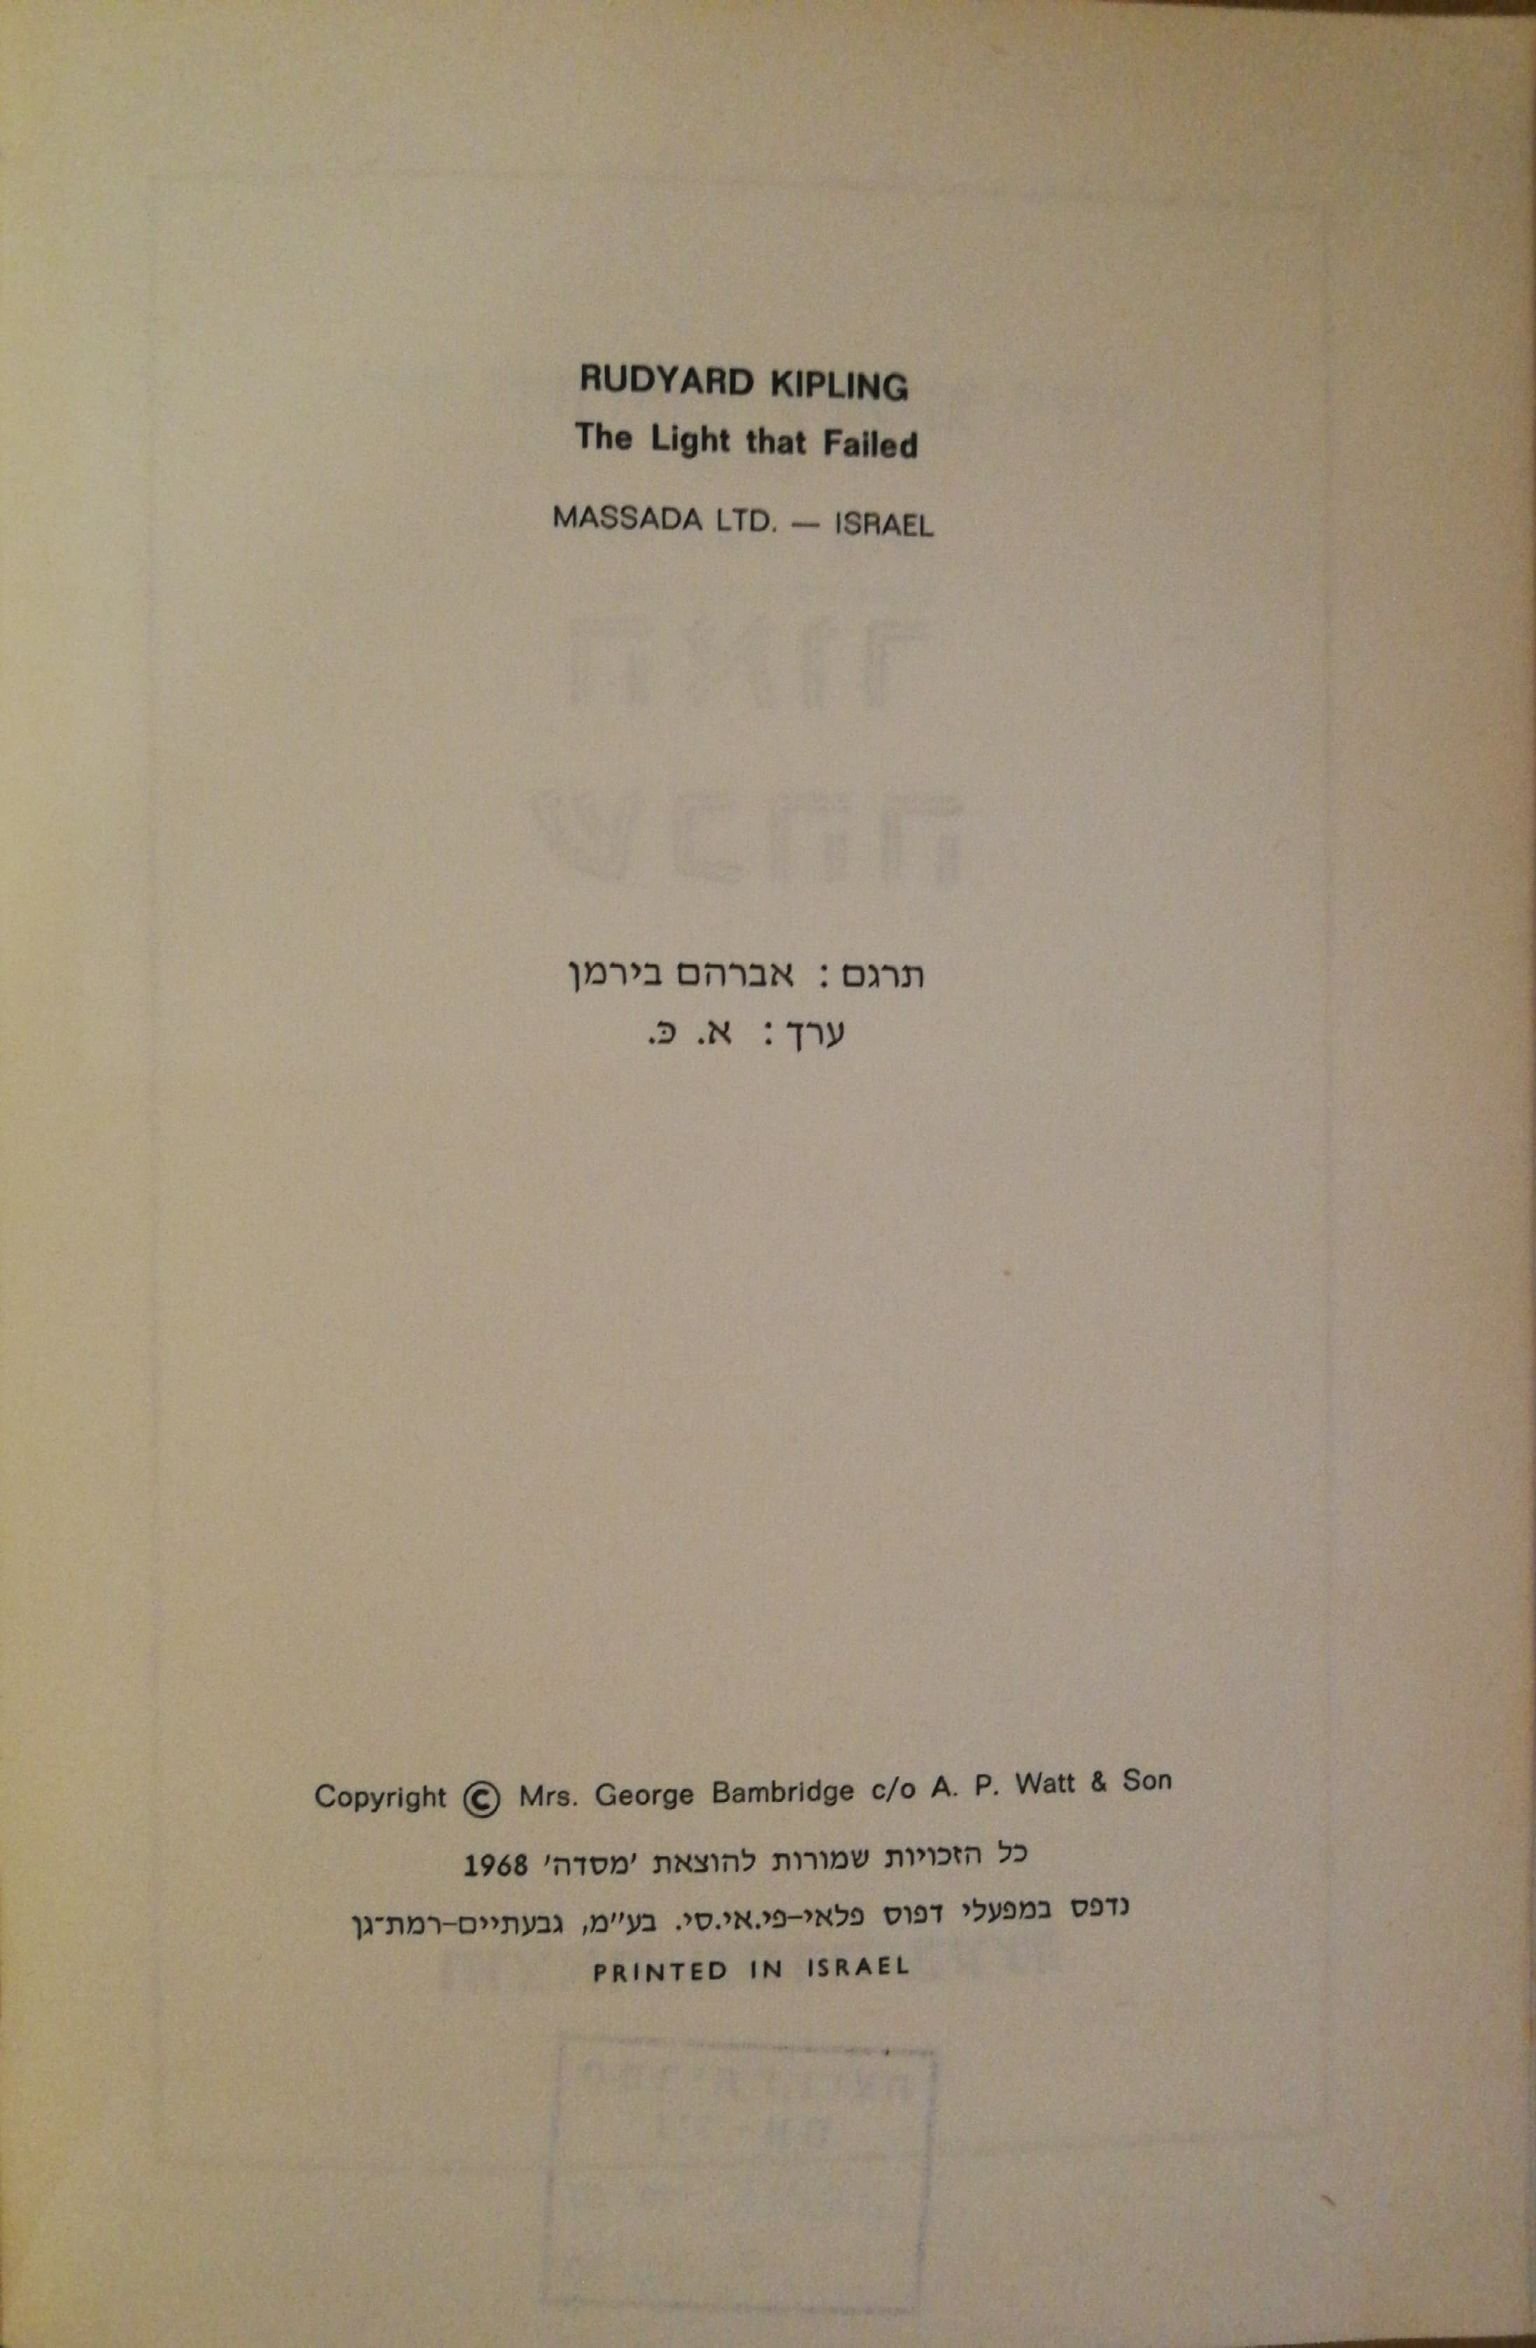 RUDYARD KIPLING
The Light that Failed
MASSADA LTD. — ISRAEL
תרגם : אברהם בירמן
ערך : א. כּ.
Copyright © Mrs. George Bambridge c/o A. P. Watt & Son
כל הזכויות שמורות להוצאת 'מסדה' 1968
נדפס במפעלי דפוס פלאי–פי.אי.סי. בע״מ, גבעתיים–רמת־גן
PRINTED IN ISRAEL